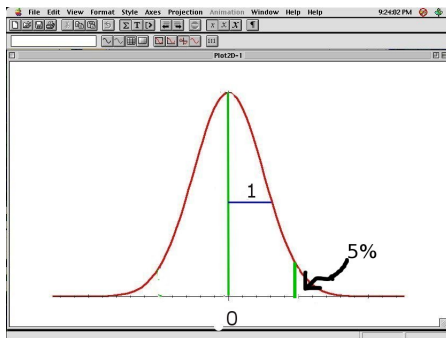 File Edit View Format Style Axes Projection Animation Window Help Help 9:24:02 PM
Σ T
x x X ¶
Plot2D-1
1
5%
0